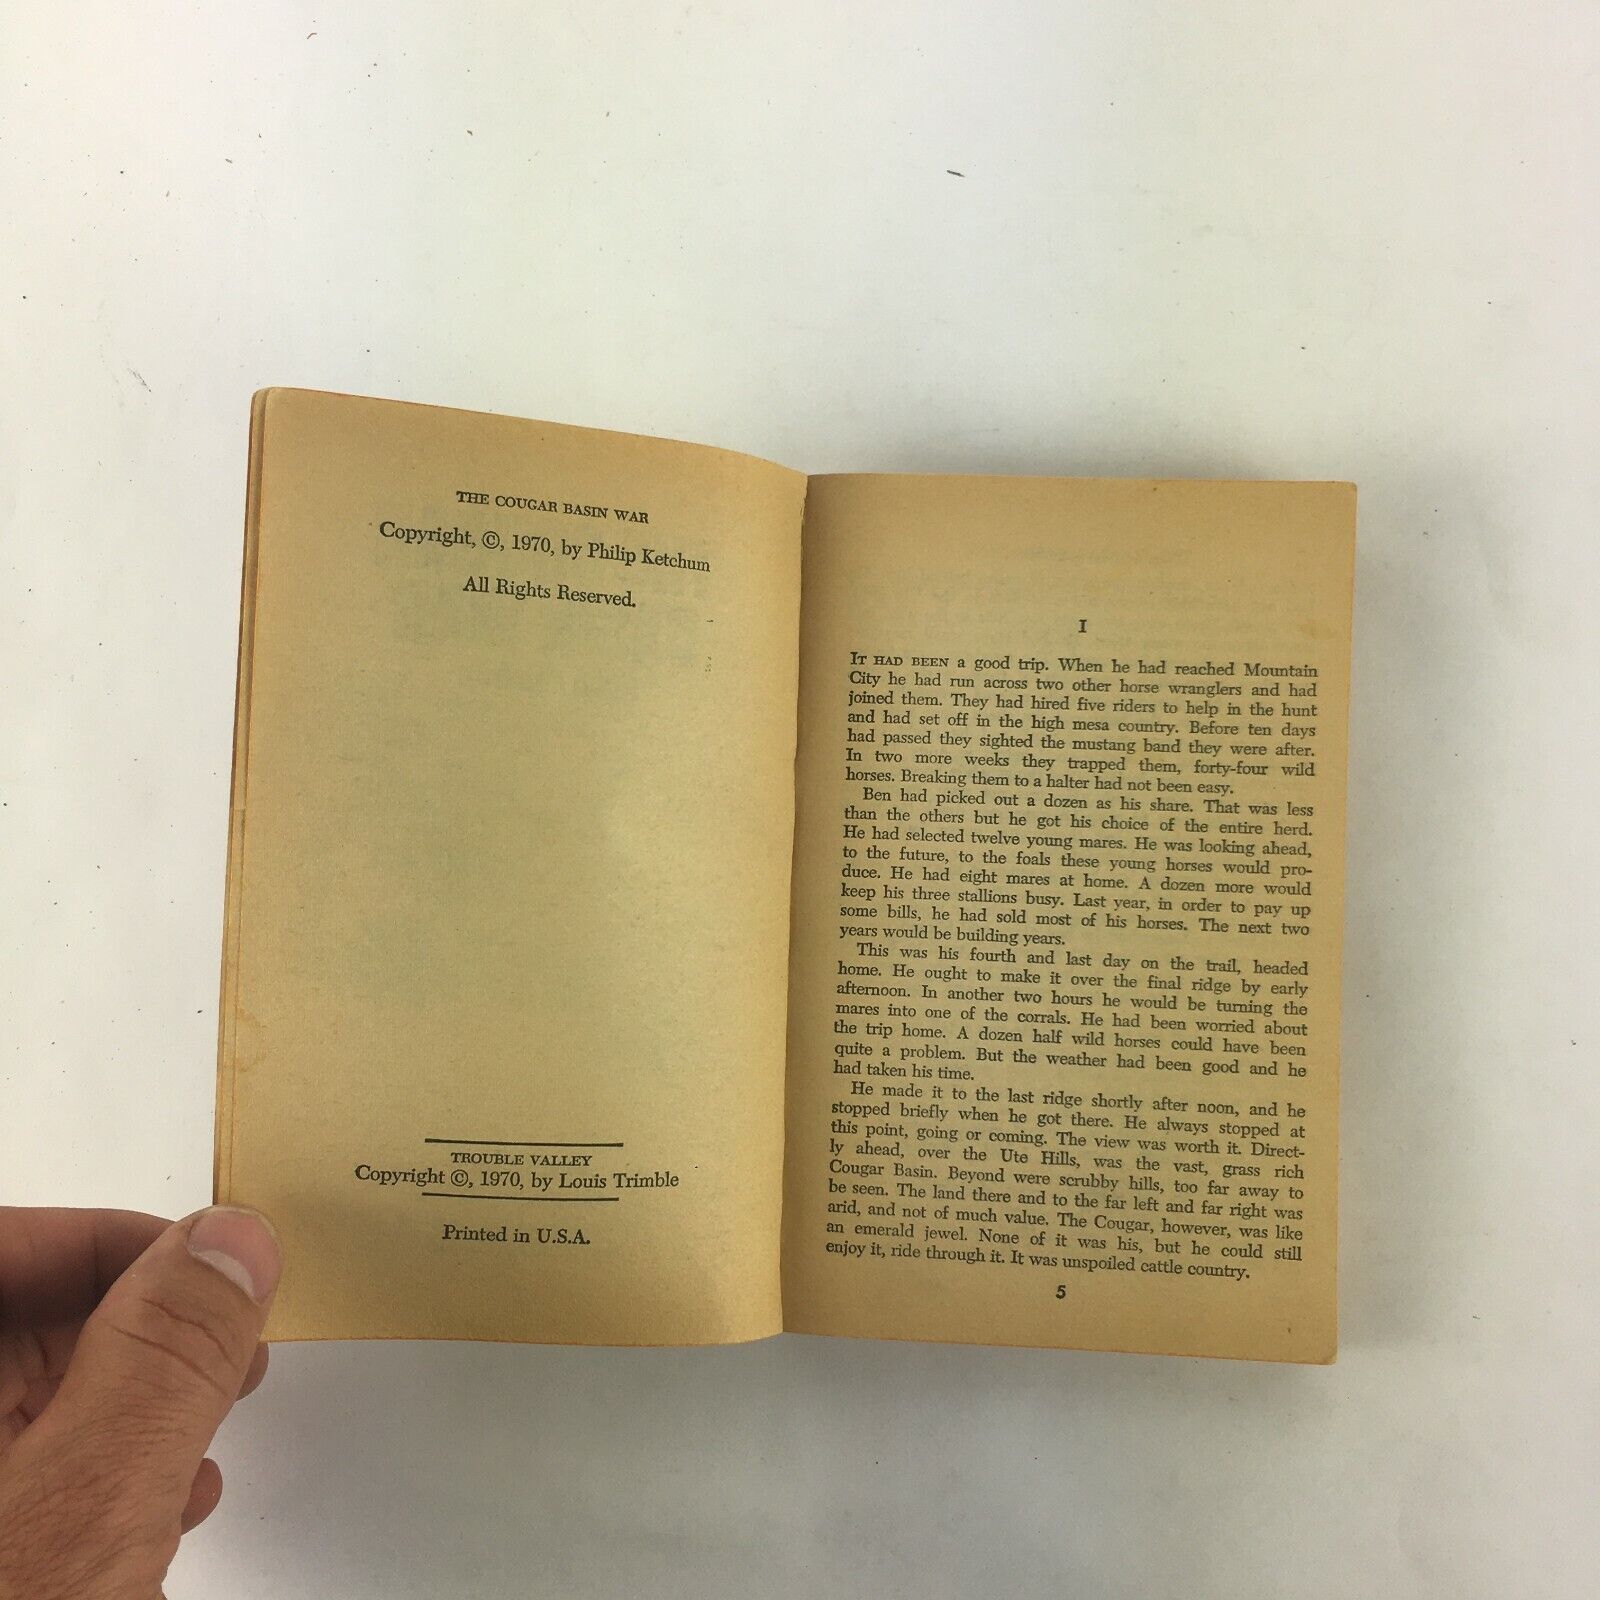 THE COUGAR BASIN WAR
Copyright, ©, 1970, by Philip Ketchum
All Rights Reserved.
TROUBLE VALLEY
Copyright ©, 1970, by Louis Trimble
Printed in U.S.A.
I
IT HAD BEEN a good trip. When he had reached Mountain
City he had run across two other horse wranglers and had
joined them. They had hired five riders to help in the hunt
and had set off in the high mesa country. Before ten days
had passed they sighted the mustang band they were after.
In two more weeks they trapped them, forty-four wild
horses. Breaking them to a halter had not been easy.
Ben had picked out a dozen as his share. That was less
than the others but he got his choice of the entire herd.
He had selected twelve young mares. He was looking ahead,
to the future, to the foals these young horses would pro-
duce. He had eight mares at home. A dozen more would
keep his three stallions busy. Last year, in order to pay up
some bills, he had sold most of his horses. The next two
years would be building years.
This was his fourth and last day on the trail, headed
home. He ought to make it over the final ridge by early
afternoon. In another two hours he would be turning the
mares into one of the corrals. He had been worried about
the trip home. A dozen half wild horses could have been
quite a problem. But the weather had been good and he
had taken his time.
He made it to the last ridge shortly after noon, and he
stopped briefly when he got there. He always stopped at
this point, going or coming. The view was worth it. Direct-
ly ahead, over the Ute Hills, was the vast, grass rich
Cougar Basin. Beyond were scrubby hills, too far away to
be seen. The land there and to the far left and far right was
arid, and not of much value. The Cougar, however, was like
an emerald jewel. None of it was his, but he could still
enjoy it, ride through it. It was unspoiled cattle country.
5